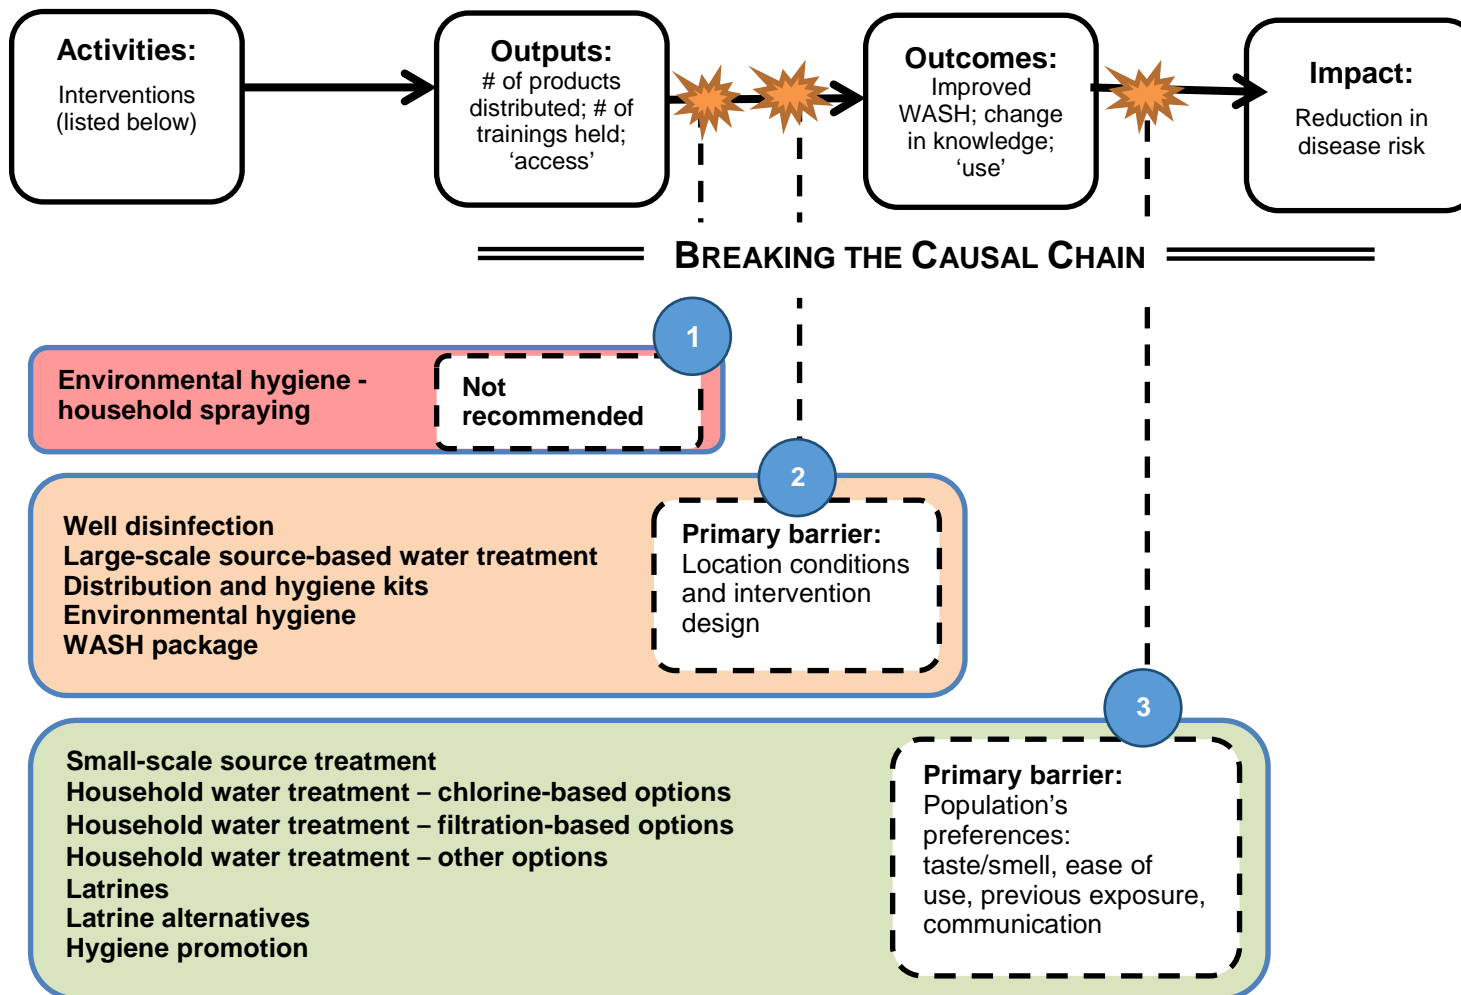 Activities:
Interventions
(listed below)
Outputs:
# of products
distributed; # of
trainings held;
‘access’
Outcomes:
Improved
WASH; change
in knowledge;
‘use’
Impact:
Reduction in
disease risk
BREAKING THE CAUSAL CHAIN
1
Environmental hygiene -
household spraying
Not
recommended
2
Well disinfection
Large-scale source-based water treatment
Distribution and hygiene kits
Environmental hygiene
WASH package
Primary barrier:
Location conditions
and intervention
design
3
Small-scale source treatment
Household water treatment – chlorine-based options
Household water treatment – filtration-based options
Household water treatment – other options
Latrines
Latrine alternatives
Hygiene promotion
Primary barrier:
Population’s
preferences:
taste/smell, ease of
use, previous exposure,
communication